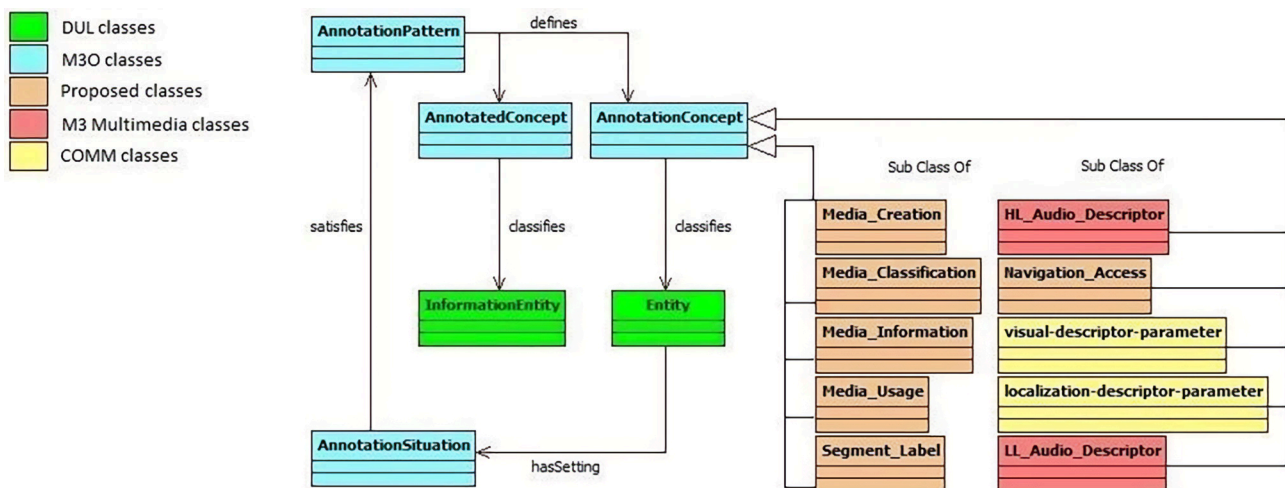 DUL classes
M3O classes
Proposed classes
M3 Multimedia classes
COMM classes
AnnotationPattern
defines
AnnotatedConcept
AnnotationConcept
Sub Class Of
Sub Class Of
satisfies
classifies
classifies
Media_Creation
HL_Audio_Descriptor
Media_Classification
Navigation_Access
InformationEntity
Entity
Media_Information
visual-descriptor-parameter
Media_Usage
localization-descriptor-parameter
AnnotationSituation
hasSetting
Segment_Label
LL_Audio_Descriptor